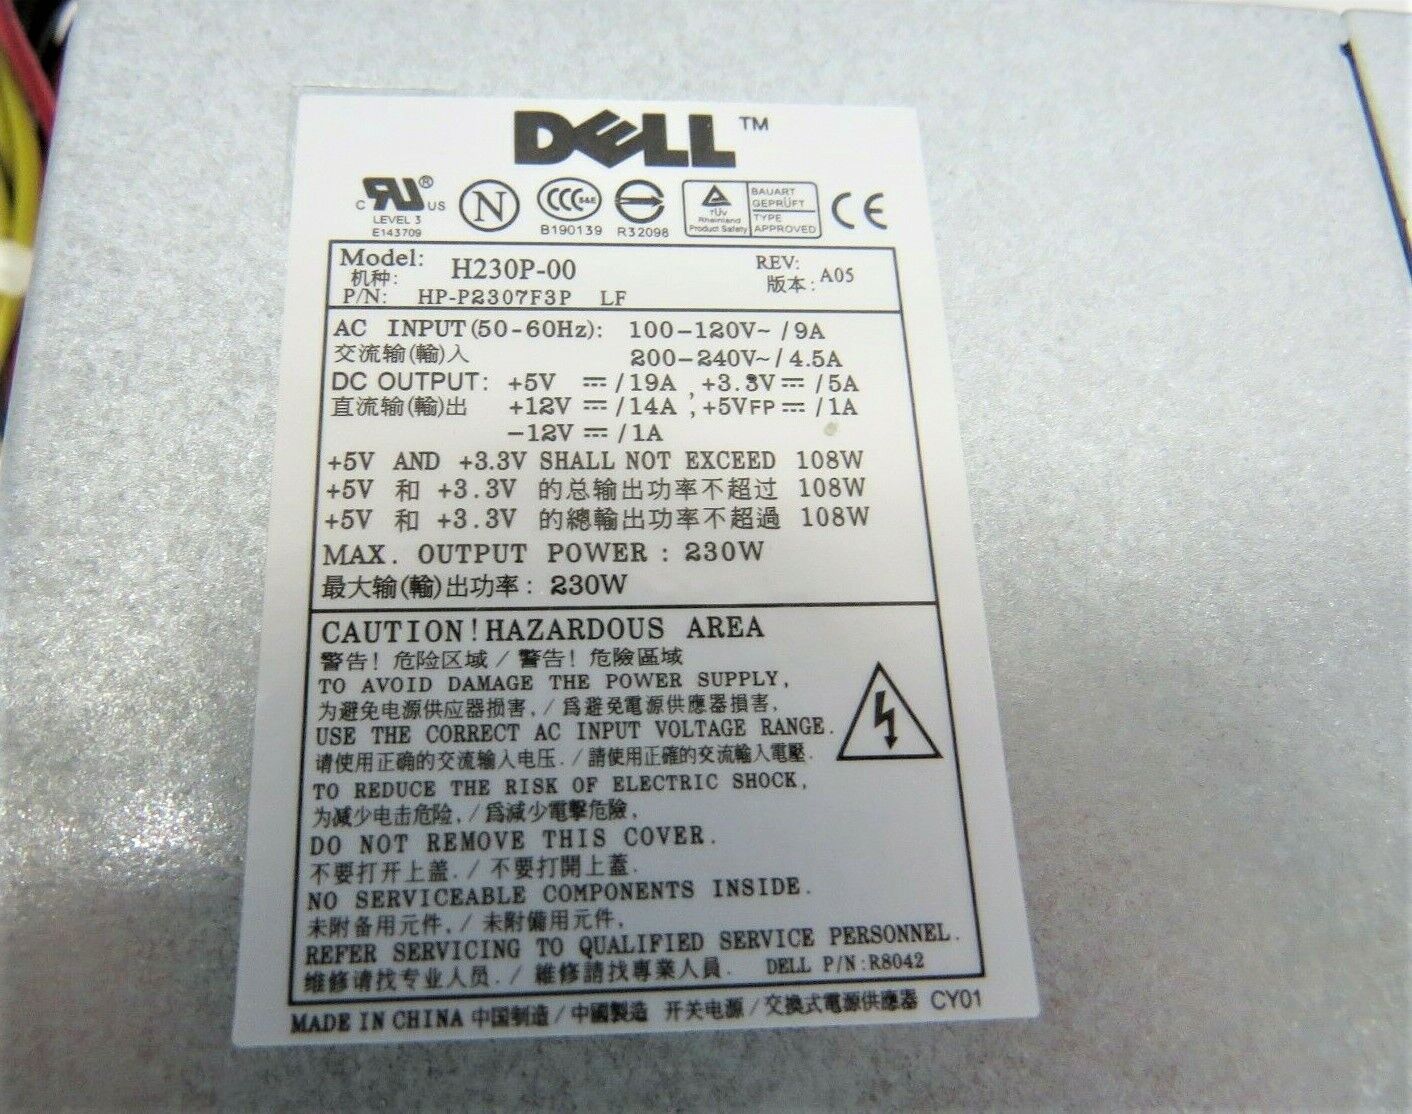 DELL™
C RU® US
LEVEL 3
E143709
N
CCC S&E
B190139
R32098
TÜV
Rheinland
Product Safety
BAUART
GEPRÜFT
TYPE
APPROVED
CE
Model: H230P-00
机种:
REV:
版本: A05
P/N: HP-P2307F3P LF
AC INPUT(50-60Hz): 100-120V~/9A
交流输(輸)入 200-240V~/4.5A
DC OUTPUT: +5V ⎓/19A,+3.3V⎓/5A
直流输(輸)出 +12V⎓/14A,+5VFP⎓/1A
-12V⎓/1A
+5V AND +3.3V SHALL NOT EXCEED 108W
+5V 和 +3.3V 的总输出功率不超过 108W
+5V 和 +3.3V 的總輸出功率不超過 108W
MAX. OUTPUT POWER: 230W
最大输(輸)出功率: 230W
CAUTION!HAZARDOUS AREA
警告! 危险区域 / 警告! 危險區域
TO AVOID DAMAGE THE POWER SUPPLY,
为避免电源供应器损害,/爲避免電源供應器損害,
USE THE CORRECT AC INPUT VOLTAGE RANGE.
请使用正确的交流输入电压./請使用正確的交流輸入電壓.
TO REDUCE THE RISK OF ELECTRIC SHOCK,
为减少电击危险,/爲減少電擊危險,
DO NOT REMOVE THIS COVER.
不要打开上蓋./不要打開上蓋.
NO SERVICEABLE COMPONENTS INSIDE.
未附备用元件,/未附備用元件,
REFER SERVICING TO QUALIFIED SERVICE PERSONNEL.
维修请找专业人员./維修請找專業人員. DELL P/N:R8042
MADE IN CHINA 中国制造/中國製造 开关电源/交換式電源供應器 CY01